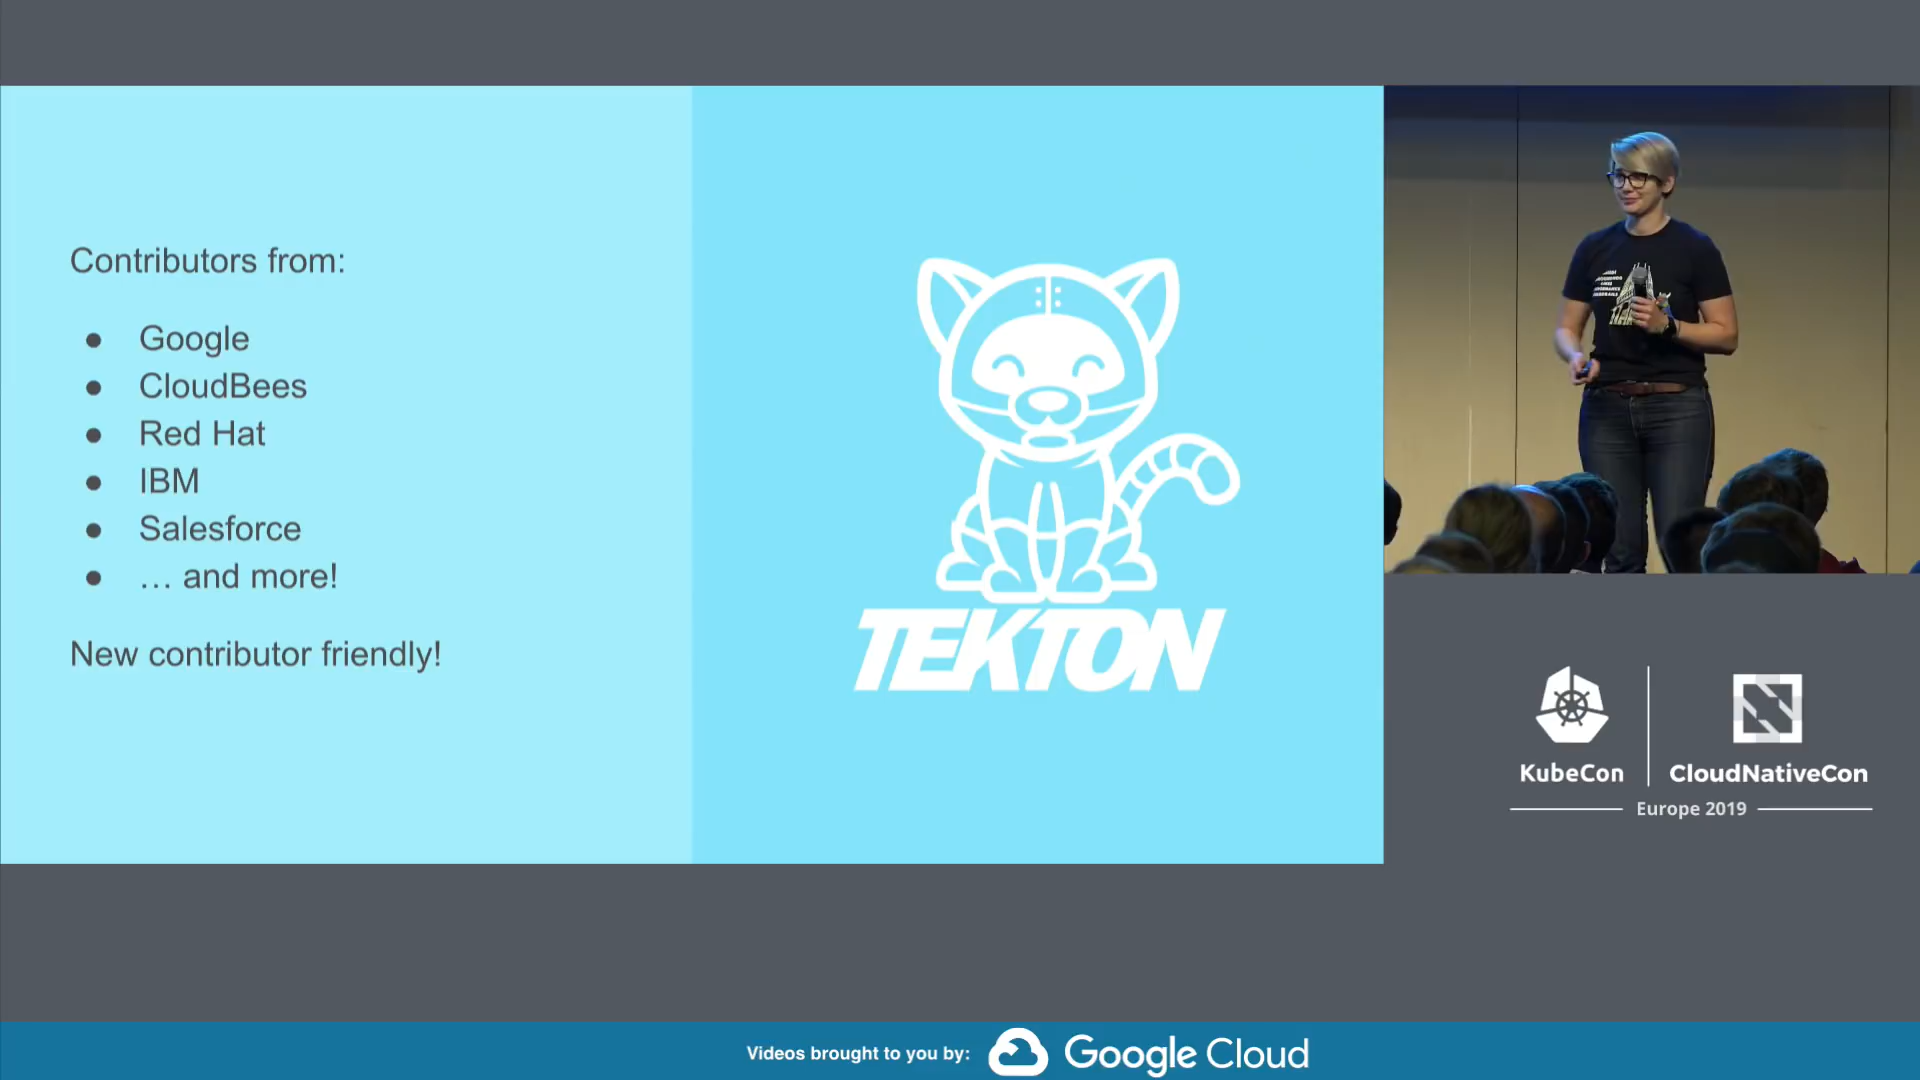 Contributors from:
● Google
● CloudBees
● Red Hat
● IBM
● Salesforce
● … and more!
New contributor friendly!
TEKTON
KubeCon
CloudNativeCon
Europe 2019
Videos brought to you by:
Google Cloud